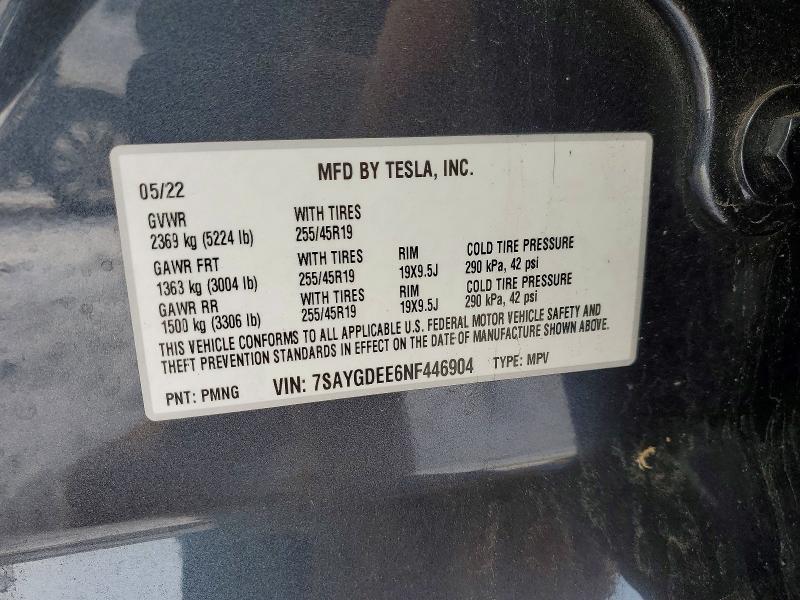 MFD BY TESLA, INC.
05/22
GVWR WITH TIRES
2369 kg (5224 lb) 255/45R19
GAWR FRT WITH TIRES RIM COLD TIRE PRESSURE
1363 kg (3004 lb) 255/45R19 19X9.5J 290 kPa, 42 psi
GAWR RR WITH TIRES RIM COLD TIRE PRESSURE
1500 kg (3306 lb) 255/45R19 19X9.5J 290 kPa, 42 psi
THIS VEHICLE CONFORMS TO ALL APPLICABLE U.S. FEDERAL MOTOR VEHICLE SAFETY AND
THEFT PREVENTION STANDARDS IN EFFECT ON THE DATE OF MANUFACTURE SHOWN ABOVE.
PNT: PMNG VIN: 7SAYGDEE6NF446904 TYPE: MPV